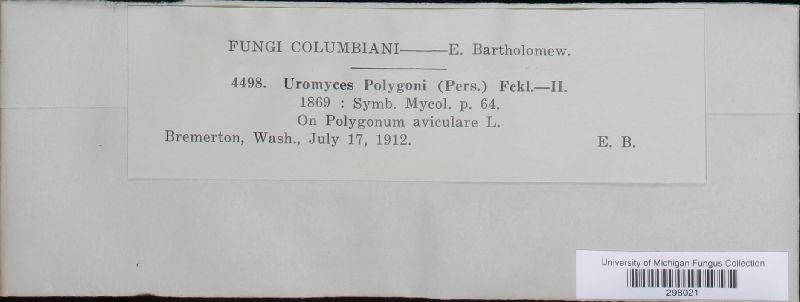 FUNGI COLUMBIANI——E. Bartholomew.
4498. Uromyces Polygoni (Pers.) Fckl.—II.
1869 : Symb. Mycol. p. 64.
On Polygonum aviculare L.
Bremerton, Wash., July 17, 1912. E. B.
University of Michigan Fungus Collection
298021